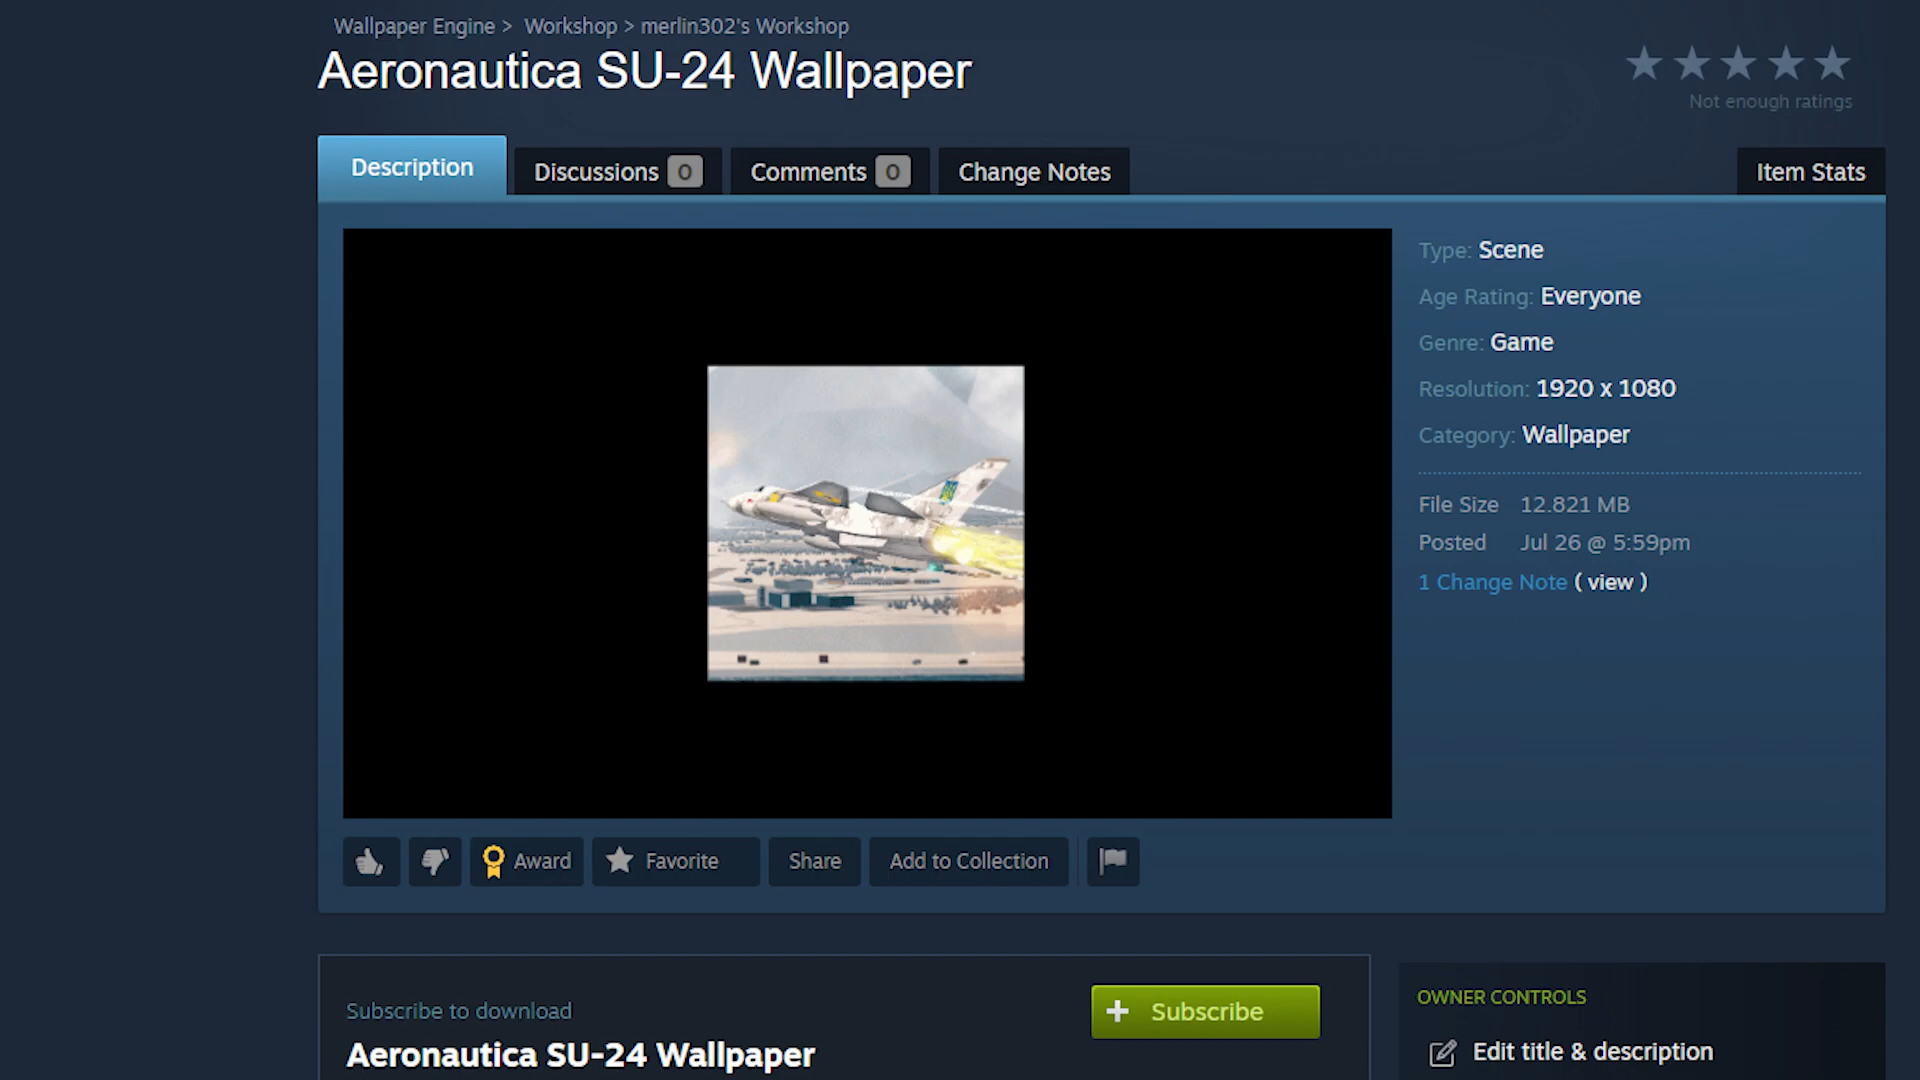 Wallpaper Engine > Workshop > merlin302's Workshop
Aeronautica SU-24 Wallpaper
Not enough ratings
Description
Discussions 0
Comments 0
Change Notes
Item Stats
Type: Scene
Age Rating: Everyone
Genre: Game
Resolution: 1920 x 1080
Category: Wallpaper
File Size 12.821 MB
Posted Jul 26 @ 5:59pm
1 Change Note ( view )
Award
Favorite
Share
Add to Collection
Subscribe to download
Aeronautica SU-24 Wallpaper
Subscribe
OWNER CONTROLS
Edit title & description